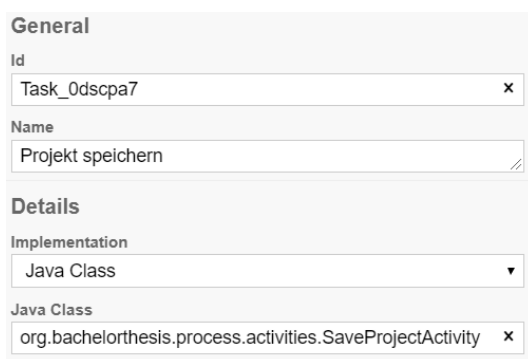 General
Id
Task_0dscpa7
Name
Projekt speichern
Details
Implementation
Java Class
Java Class
org.bachelorthesis.process.activities.SaveProjectActivity